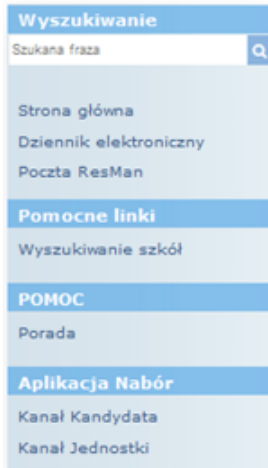 Wyszukiwanie
Szukana fraza
Strona główna
Dziennik elektroniczny
Poczta ResMan
Pomocne linki
Wyszukiwanie szkół
POMOC
Porada
Aplikacja Nabór
Kanał Kandydata
Kanał Jednostki